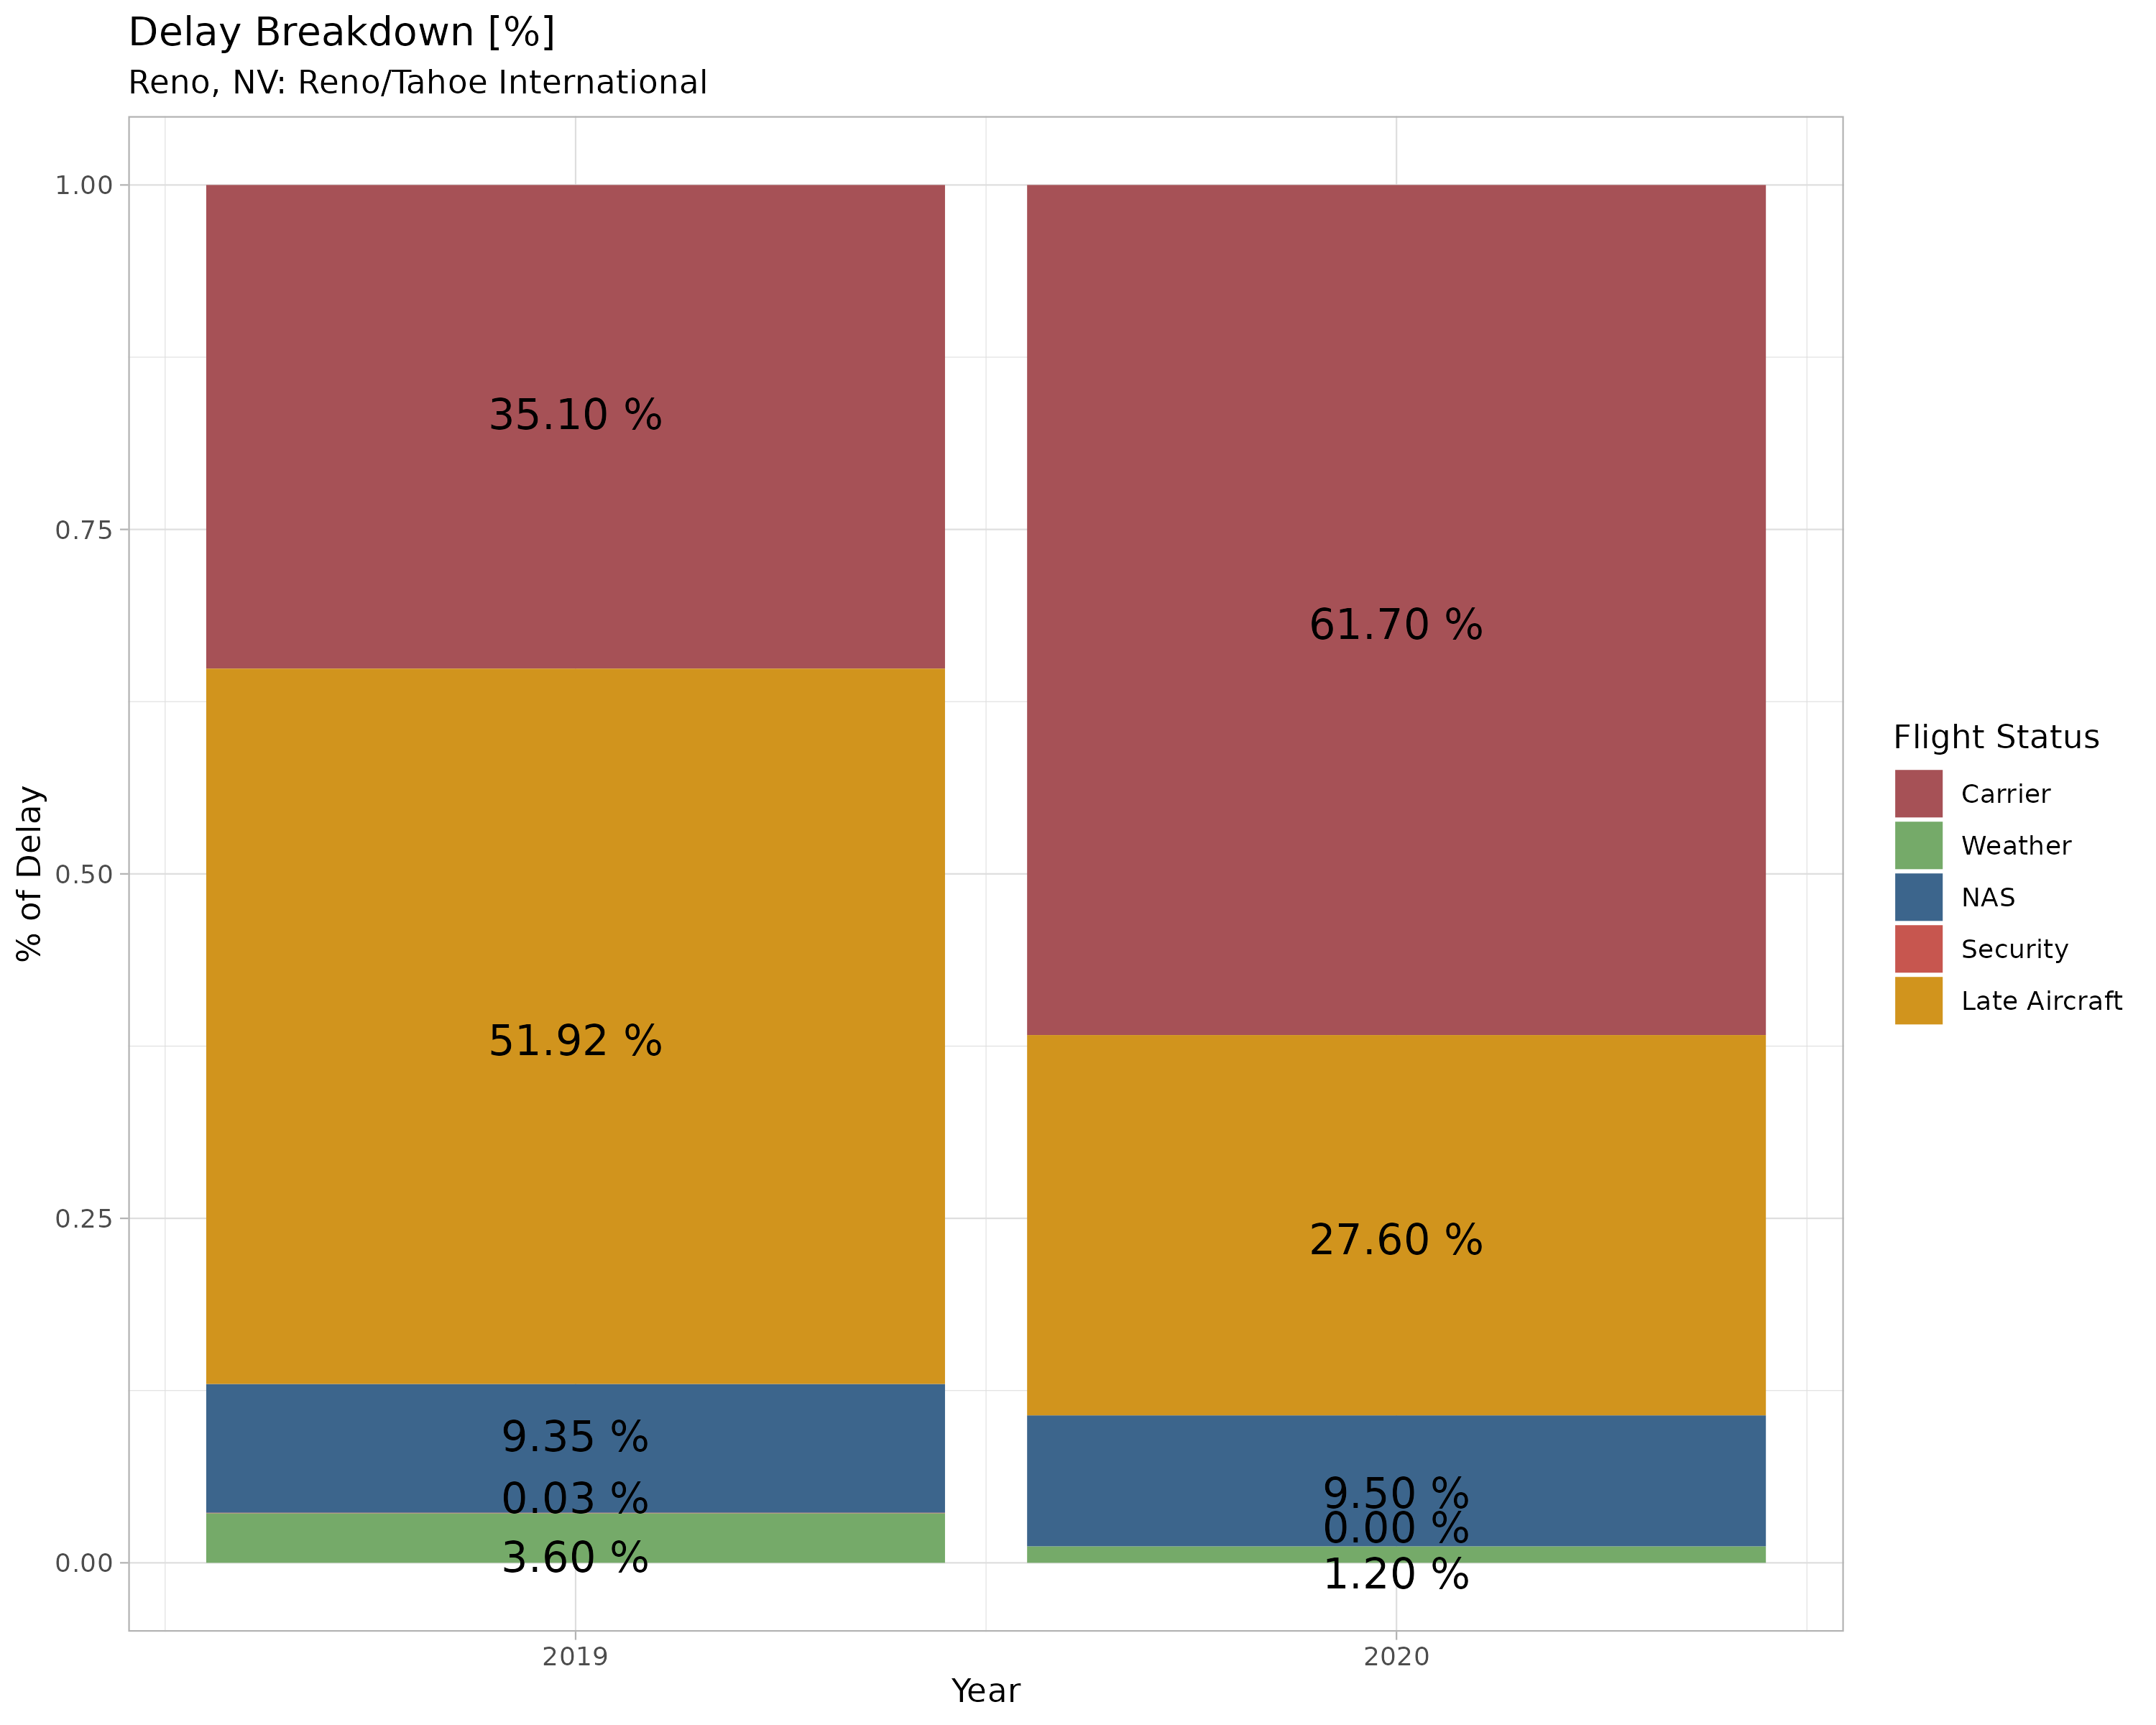 Delay Breakdown [%]
Reno, NV: Reno/Tahoe International
1.00
0.75
0.50
0.25
0.00
% of Delay
35.10 %
51.92 %
9.35 %
0.03 %
3.60 %
61.70 %
27.60 %
9.50 %
0.00 %
1.20 %
2019
2020
Year
Flight Status
Carrier
Weather
NAS
Security
Late Aircraft